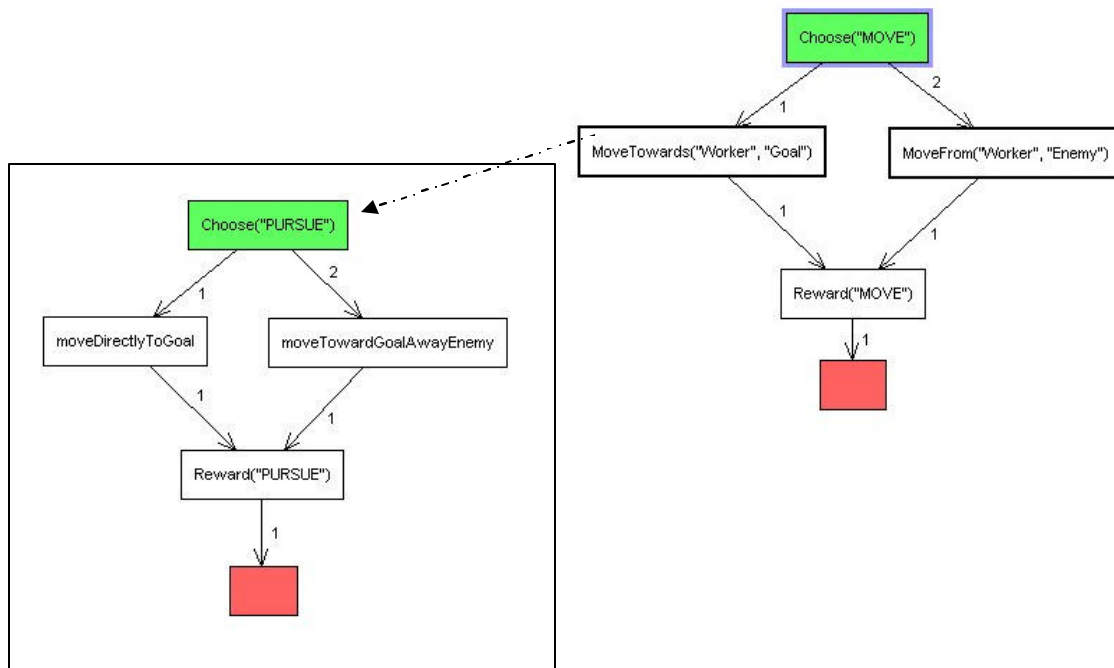 Choose("MOVE")
1
2
MoveTowards("Worker", "Goal")
MoveFrom("Worker", "Enemy")
1
1
Reward("MOVE")
1
Choose("PURSUE")
1
2
moveDirectlyToGoal
moveTowardGoalAwayEnemy
1
1
Reward("PURSUE")
1